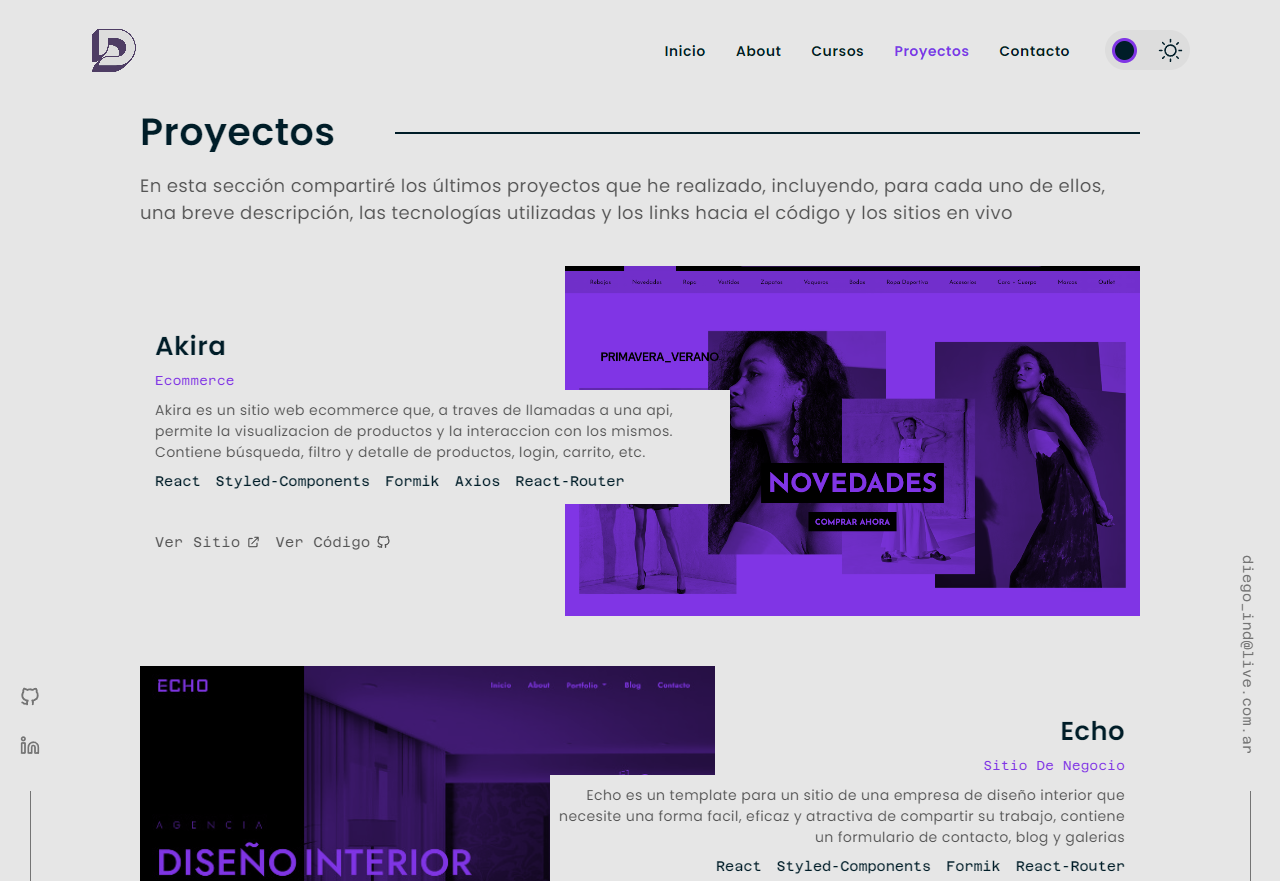 Inicio About Cursos Proyectos Contacto
Proyectos
En esta sección compartiré los últimos proyectos que he realizado, incluyendo, para cada uno de ellos,
una breve descripción, las tecnologías utilizadas y los links hacia el código y los sitios en vivo
Rebajas Novedades Ropa Vestidos Zapatos Vaqueros Bodas Ropa Deportiva Accesorios Cara + Cuerpo Marcas Outlet
PRIMAVERA_VERANO
NOVEDADES
COMPRAR AHORA
Akira
Ecommerce
Akira es un sitio web ecommerce que, a traves de llamadas a una api,
permite la visualizacion de productos y la interaccion con los mismos.
Contiene búsqueda, filtro y detalle de productos, login, carrito, etc.
React Styled-Components Formik Axios React-Router
Ver Sitio Ver Código
diego_ind@live.com.ar
ECHO
Inicio About Portfolio Blog Contacto
AGENCIA
DISEÑO INTERIOR
Echo
Sitio De Negocio
Echo es un template para un sitio de una empresa de diseño interior que
necesite una forma facil, eficaz y atractiva de compartir su trabajo, contiene
un formulario de contacto, blog y galerias
React Styled-Components Formik React-Router